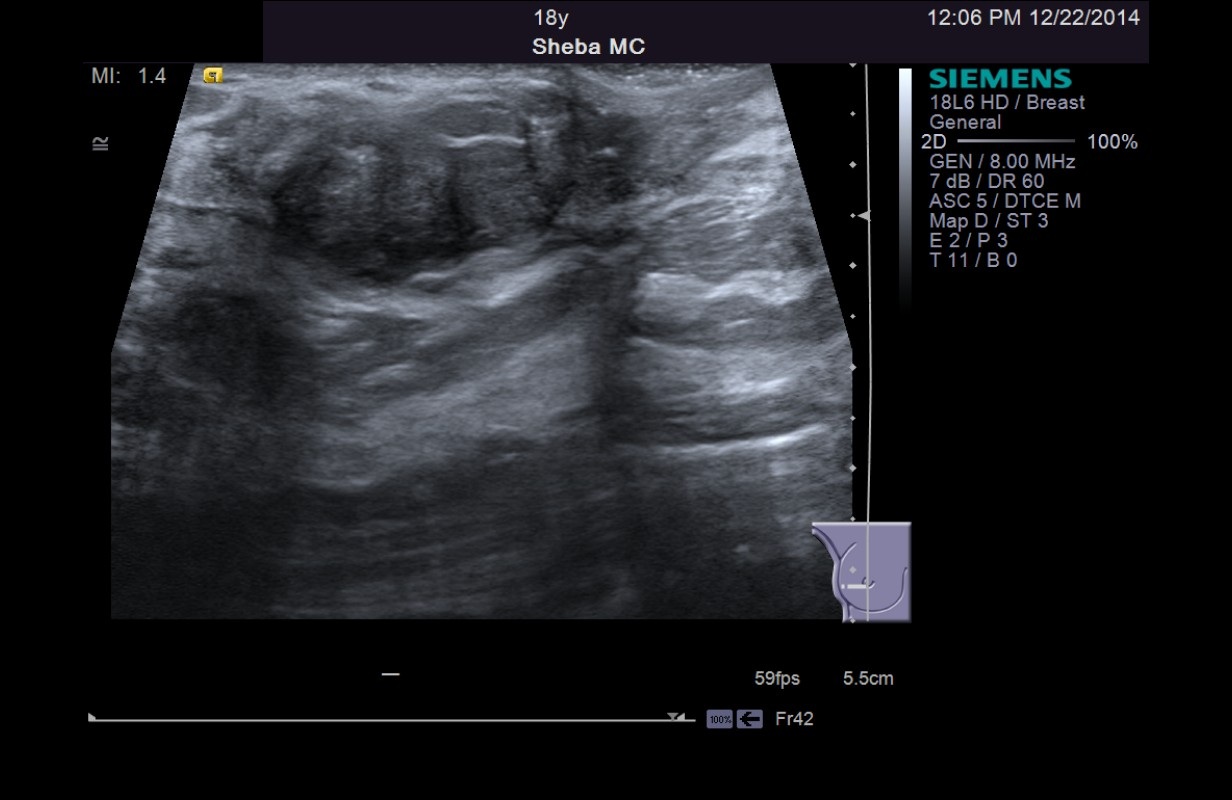 18y
12:06 PM 12/22/2014
Sheba MC
MI: 1.4
SIEMENS
18L6 HD / Breast
General
2D 100%
GEN / 8.00 MHz
7 dB / DR 60
ASC 5 / DTCE M
Map D / ST 3
E 2 / P 3
T 11 / B 0
59fps 5.5cm
100% Fr42